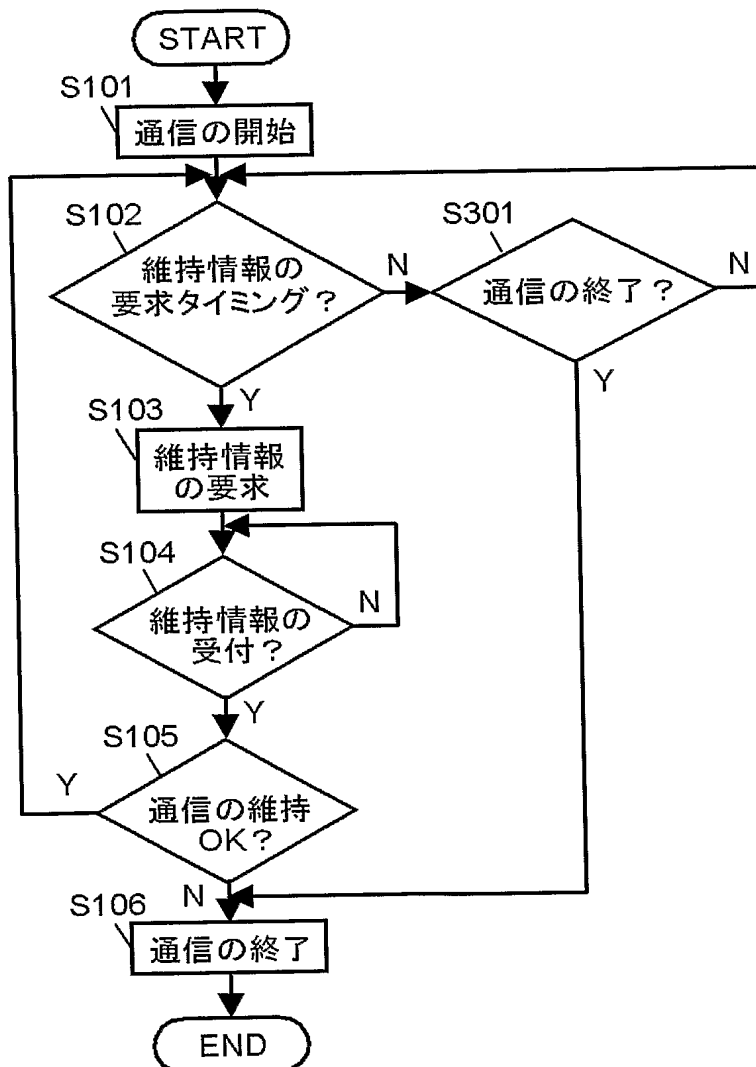 START
S101
通信の開始
S102
維持情報の
要求タイミング？
N
S301
通信の終了？
N
Y
Y
S103
維持情報
の要求
S104
維持情報の
受付？
N
Y
S105
通信の維持
OK？
Y
N
S106
通信の終了
END